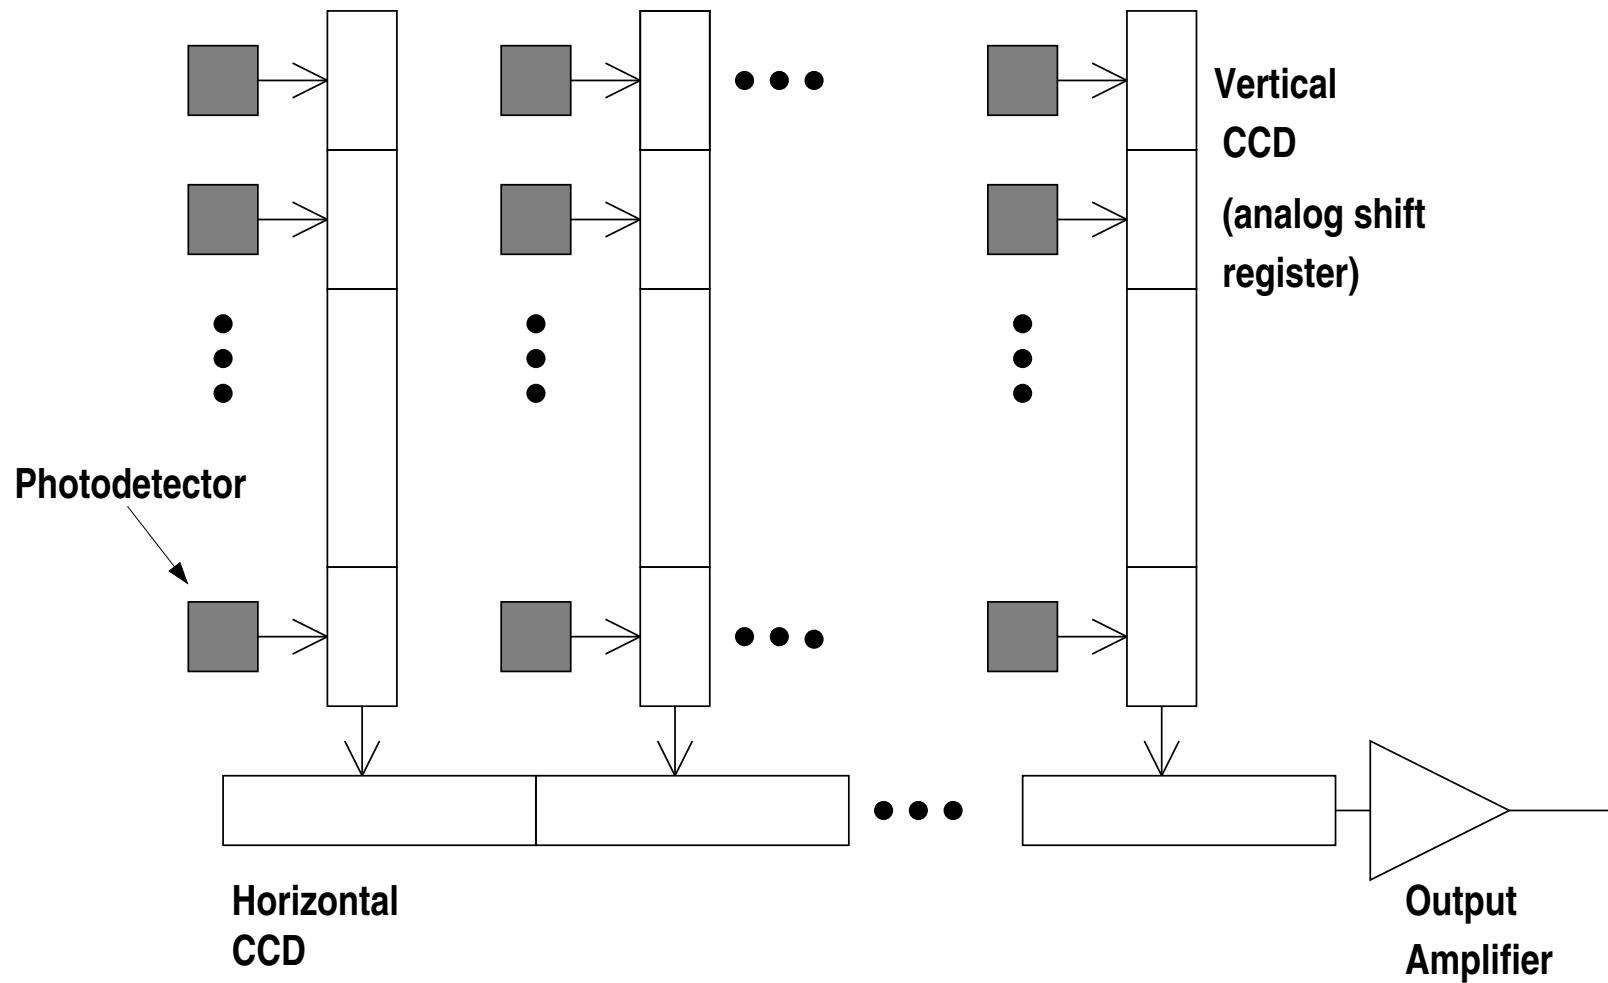 Vertical
CCD
(analog shift
register)
Photodetector
Horizontal
CCD
Output
Amplifier